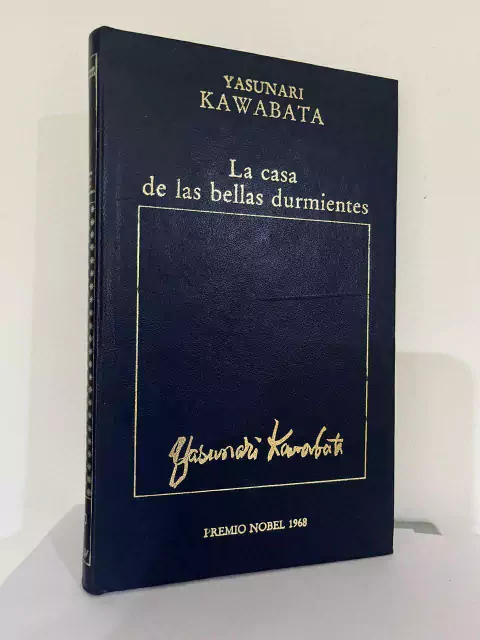 YASUNARI
KAWABATA
La casa
de las bellas durmientes
Yasunari Kawabata
PREMIO NOBEL 1968